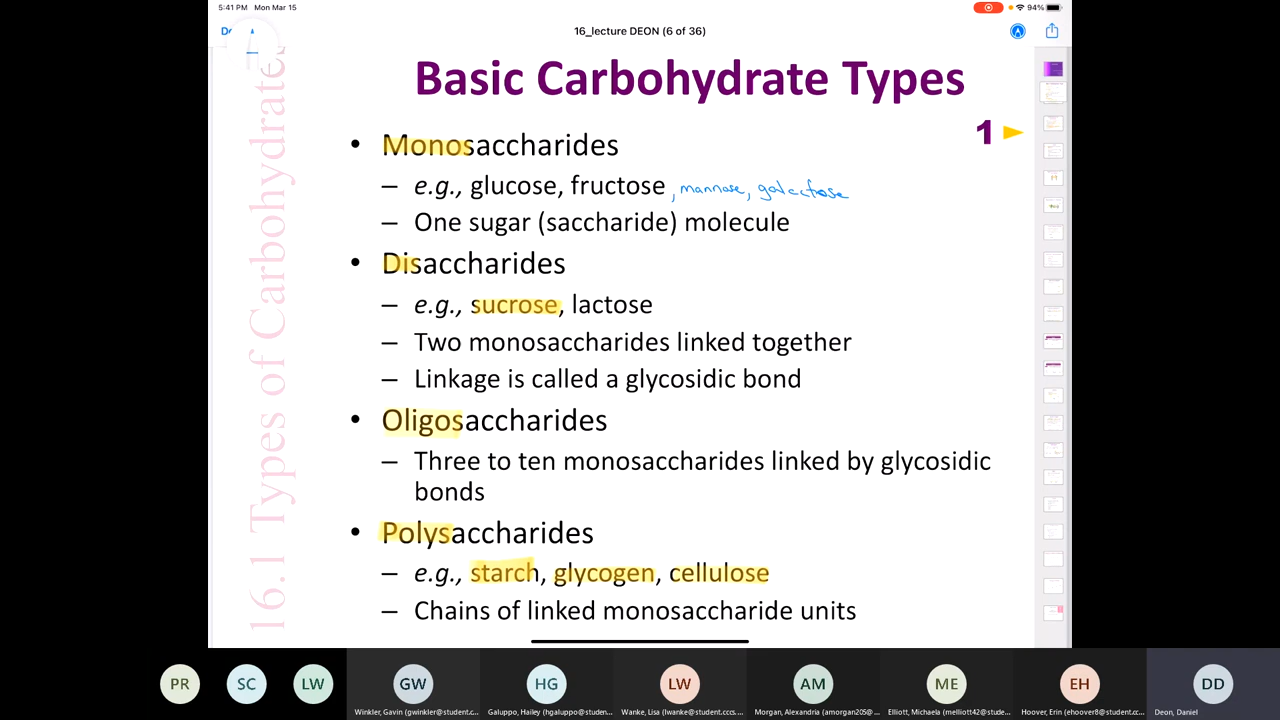 5:41 PM Mon Mar 15
94%
16_lecture DEON (6 of 36)
16.1 Types of Carbohydrates
Basic Carbohydrate Types
1
• Monosaccharides
– e.g., glucose, fructose , mannose, galactose
– One sugar (saccharide) molecule
• Disaccharides
– e.g., sucrose, lactose
– Two monosaccharides linked together
– Linkage is called a glycosidic bond
• Oligosaccharides
– Three to ten monosaccharides linked by glycosidic
bonds
• Polysaccharides
– e.g., starch, glycogen, cellulose
– Chains of linked monosaccharide units
PR SC LW GW HG LW AM ME EH DD
Winkler, Gavin (gwinkler@student.c... Galuppo, Hailey (hgaluppo@studen... Wanke, Lisa (lwanke@student.cccs.... Morgan, Alexandria (amorgan205@... Elliott, Michaela (melliott42@stude... Hoover, Erin (ehoover8@student.cc... Deon, Daniel